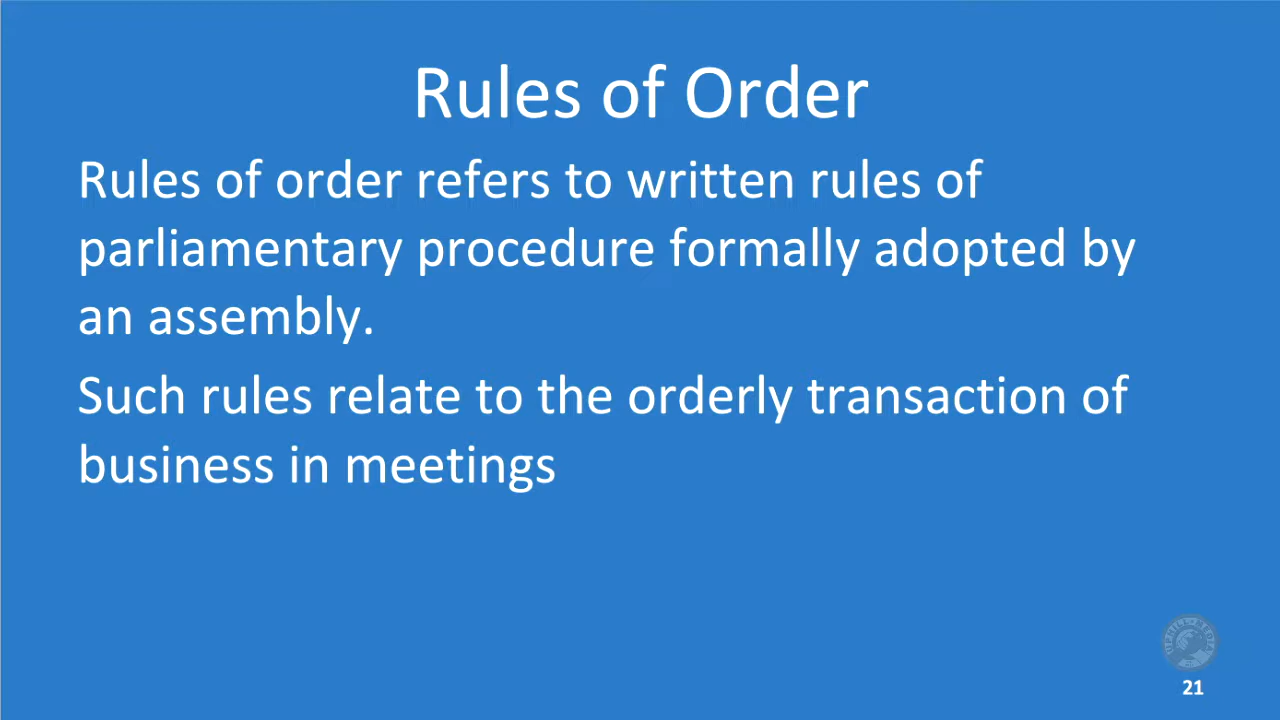 Rules of Order
Rules of order refers to written rules of
parliamentary procedure formally adopted by
an assembly.
Such rules relate to the orderly transaction of
business in meetings
21